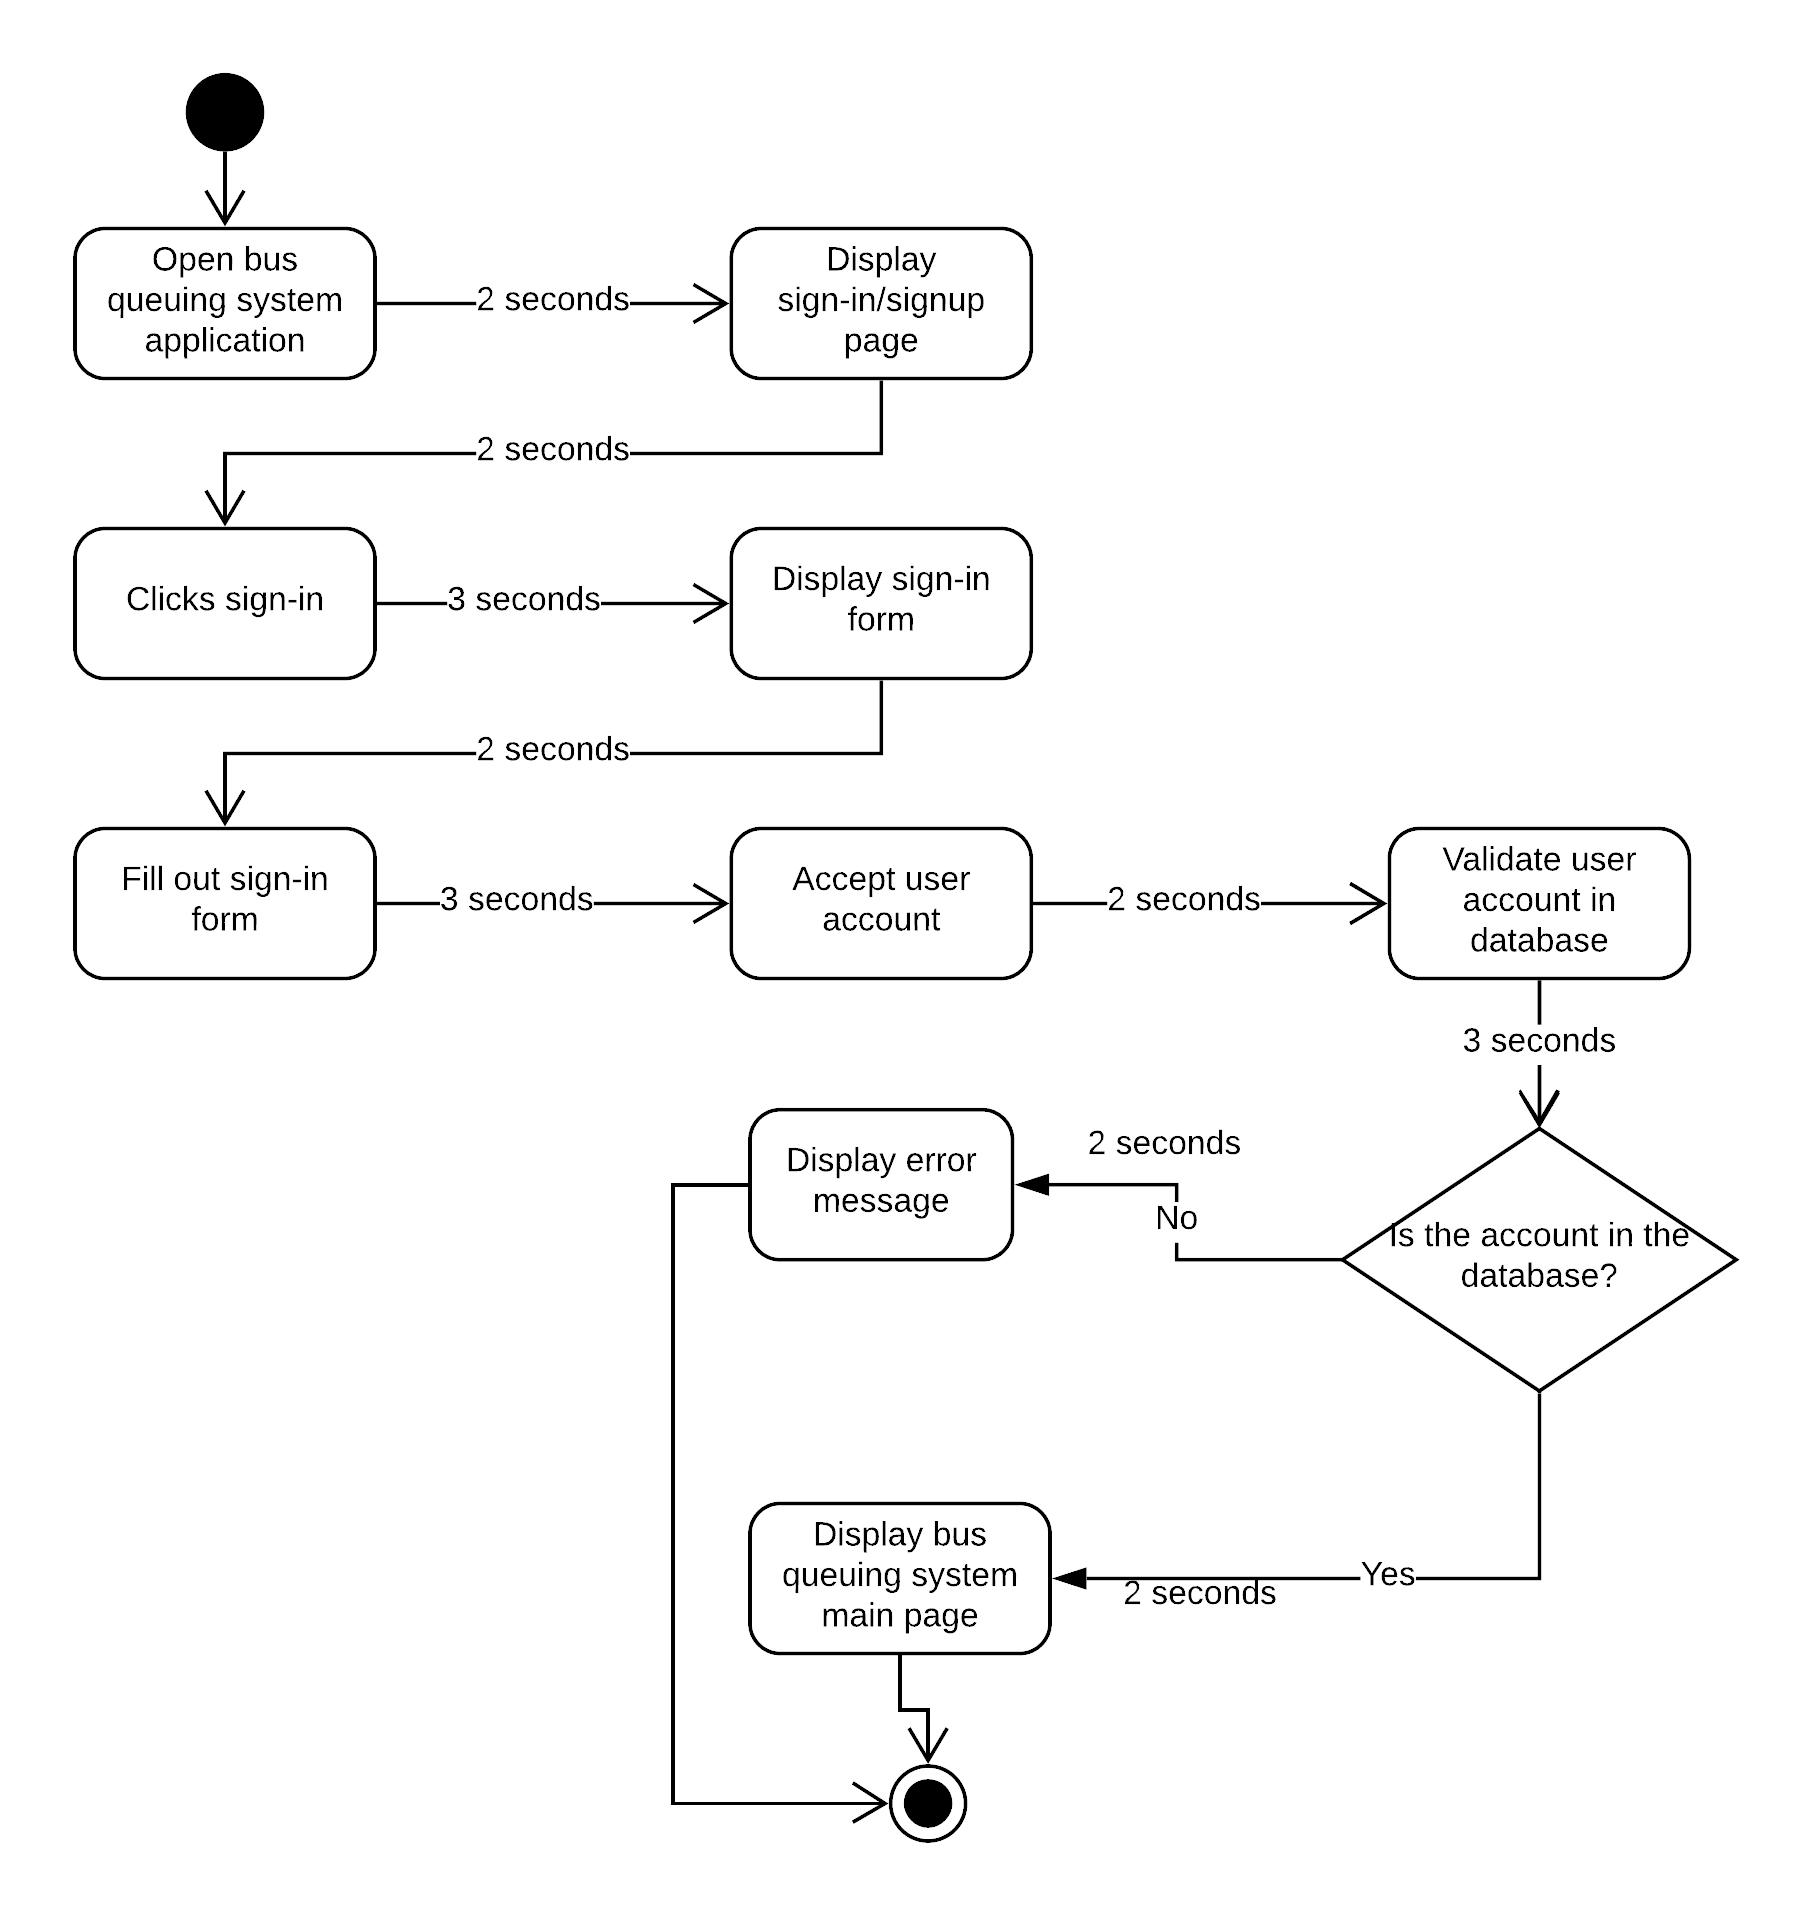 Open bus
queuing system
application
2 seconds
Display
sign-in/signup
page
2 seconds
Clicks sign-in
3 seconds
Display sign-in
form
2 seconds
Fill out sign-in
form
3 seconds
Accept user
account
2 seconds
Validate user
account in
database
3 seconds
Is the account in the
database?
No
2 seconds
Display error
message
Yes
2 seconds
Display bus
queuing system
main page